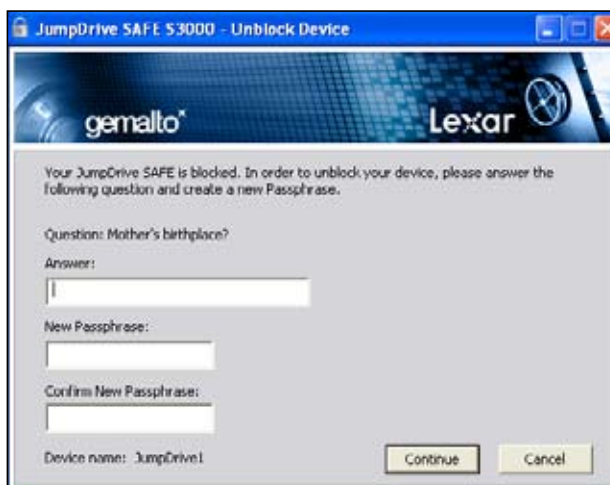 JumpDrive SAFE S3000 - Unblock Device
gemalto
Lexar
Your JumpDrive SAFE is blocked. In order to unblock your device, please answer the
following question and create a new Passphrase.
Question: Mother's birthplace?
Answer:
New Passphrase:
Confirm New Passphrase:
Device name: JumpDrive1
Continue
Cancel